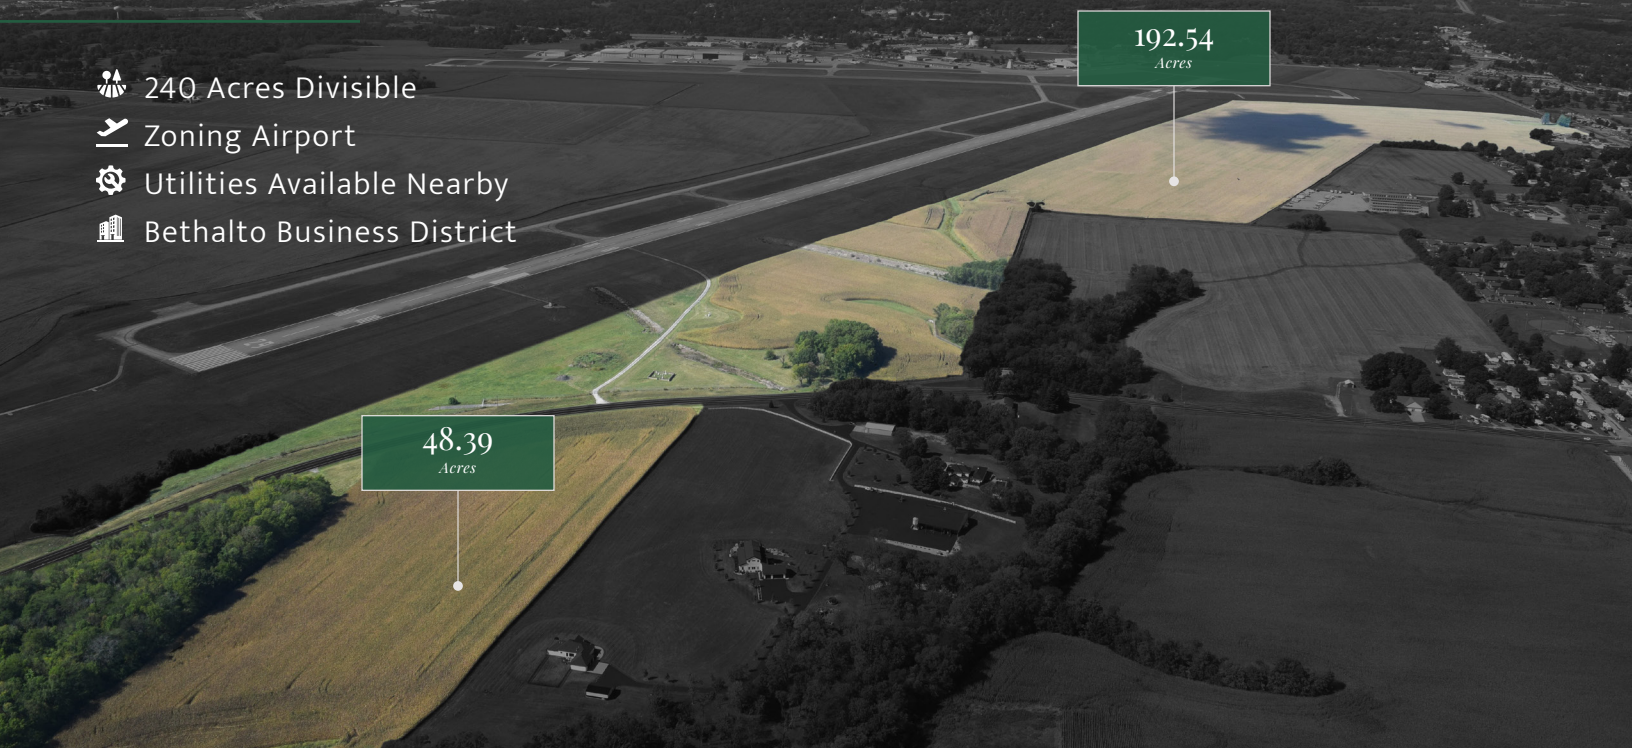 240 Acres Divisible
Zoning Airport
Utilities Available Nearby
Bethalto Business District
192.54
Acres
48.39
Acres